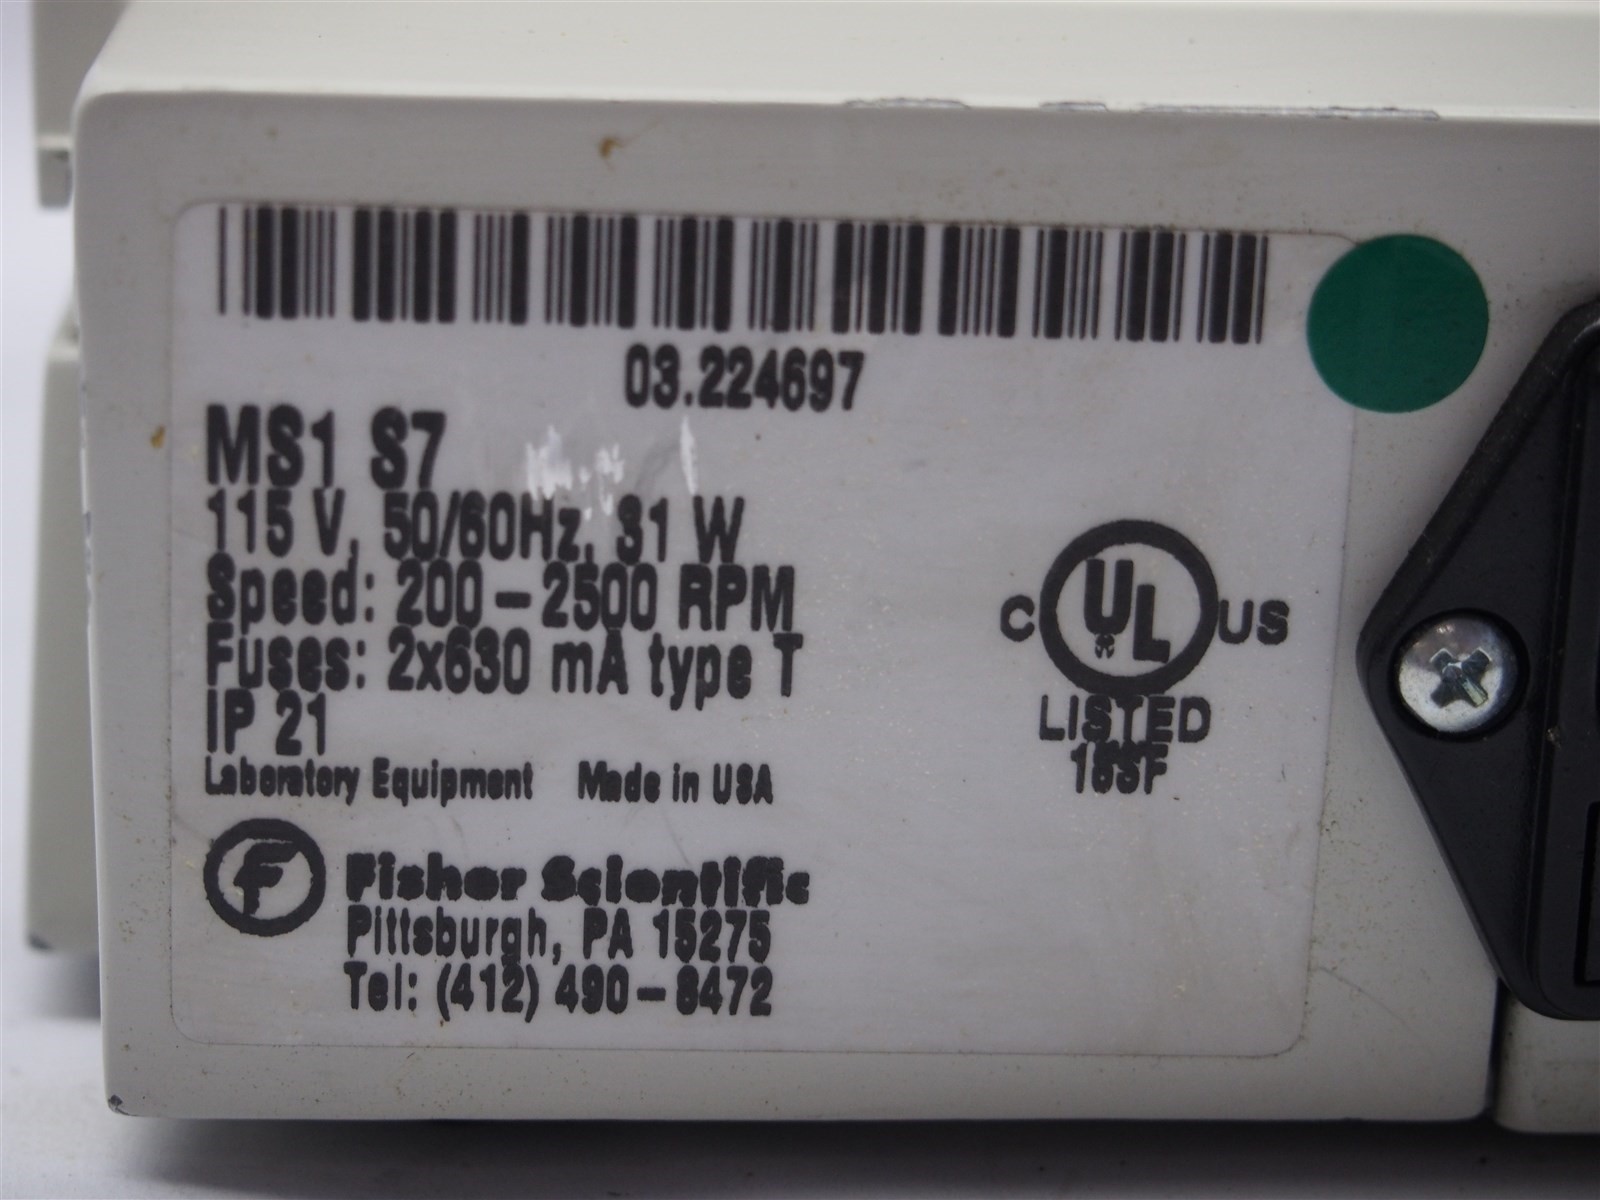 03.224697
MS1 S7
115 V, 50/60Hz, 31 W
Speed: 200-2500 RPM
Fuses: 2x630 mA type T
IP 21
Laboratory Equipment Made in USA
C UL US
LISTED
F Fisher Scientific
Pittsburgh, PA 15275
Tel: (412) 490-8472